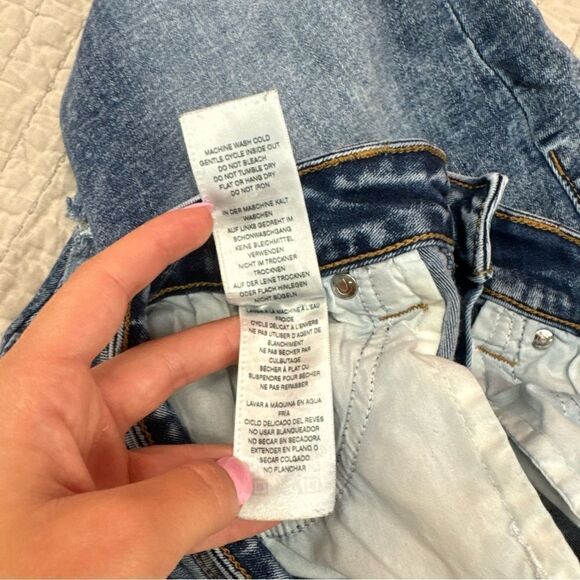 MACHINE WASH COLD
GENTLE CYCLE INSIDE OUT
DO NOT BLEACH
DO NOT TUMBLE DRY
FLAT OR HANG DRY
DO NOT IRON
IN DER MASCHINE KALT
WASCHEN
AUF LINKS GEDREHT IM
SCHONWASCHGANG
KEINE BLEICHMITTEL
VERWENDEN
NICHT IM TROCKNER
TROCKNEN
AUF DER LEINE TROCKNEN
ODER FLACH HINLEGEN
NICHT BÜGELN
LAVER A LA MACHINE À L'EAU
FROIDE
CYCLE DÉLICAT À L'ENVERS
NE PAS UTILISER D'AGENT DE
BLANCHIMENT
NE PAS SÉCHER PAR
CULBUTAGE
SÉCHER À PLAT OU
SUSPENDRE POUR SÉCHER
NE PAS REPASSER
LAVAR A MÁQUINA EN AGUA
FRÍA
CICLO DELICADO DEL REVÉS
NO USAR BLANQUEADOR
NO SECAR EN SECADORA
EXTENDER EN PLANO O
SECAR COLGADO
NO PLANCHAR